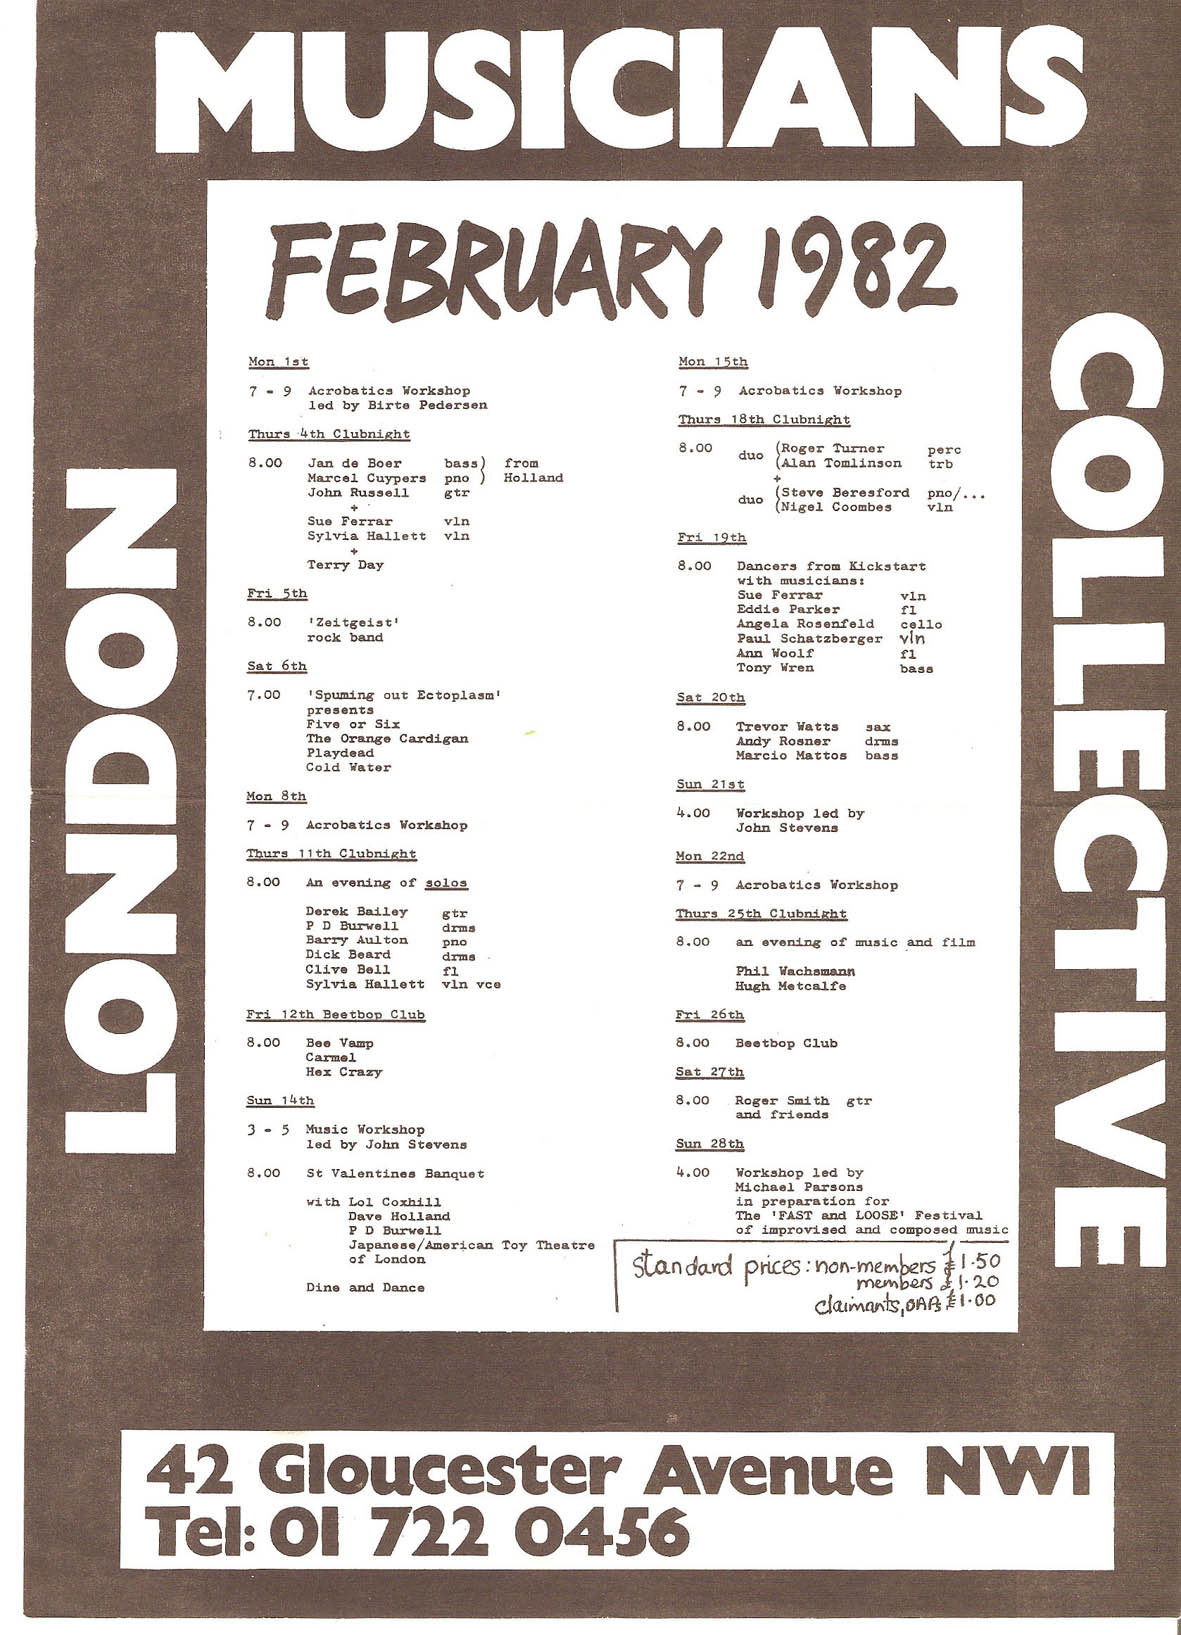 MUSICIANS
LONDON
COLLECTIVE
FEBRUARY 1982
Mon 1st
7 - 9 Acrobatics Workshop
led by Birte Pedersen
Thurs 4th Clubnight
8.00 Jan de Boer bass) from
Marcel Cuypers pno ) Holland
John Russell gtr
+
Sue Ferrar vln
Sylvia Hallett vln
+
Terry Day
Fri 5th
8.00 'Zeitgeist'
rock band
Sat 6th
7.00 'Spuming out Ectoplasm'
presents
Five or Six
The Orange Cardigan
Playdead
Cold Water
Mon 8th
7 - 9 Acrobatics Workshop
Thurs 11th Clubnight
8.00 An evening of solos
Derek Bailey gtr
P D Burwell drms
Barry Aulton pno
Dick Beard drms
Clive Bell fl
Sylvia Hallett vln vce
Fri 12th Beetbop Club
8.00 Bee Vamp
Carmel
Hex Crazy
Sun 14th
3 - 5 Music Workshop
led by John Stevens
8.00 St Valentines Banquet
with Lol Coxhill
Dave Holland
P D Burwell
Japanese/American Toy Theatre
of London
Dine and Dance
Mon 15th
7 - 9 Acrobatics Workshop
Thurs 18th Clubnight
8.00 duo (Roger Turner perc
(Alan Tomlinson trb
+
duo (Steve Beresford pno/...
(Nigel Coombes vln
Fri 19th
8.00 Dancers from Kickstart
with musicians:
Sue Ferrar vln
Eddie Parker fl
Angela Rosenfeld cello
Paul Schatzberger vln
Ann Woolf fl
Tony Wren bass
Sat 20th
8.00 Trevor Watts sax
Andy Rosner drms
Marcio Mattos bass
Sun 21st
4.00 Workshop led by
John Stevens
Mon 22nd
7 - 9 Acrobatics Workshop
Thurs 25th Clubnight
8.00 an evening of music and film
Phil Wachsmann
Hugh Metcalfe
Fri 26th
8.00 Beetbop Club
Sat 27th
8.00 Roger Smith gtr
and friends
Sun 28th
4.00 Workshop led by
Michael Parsons
in preparation for
The 'FAST and LOOSE' Festival
of improvised and composed music
standard prices: non-members £1.50
members £1.20
claimants, OAPs £1.00
42 Gloucester Avenue NW1
Tel: 01 722 0456